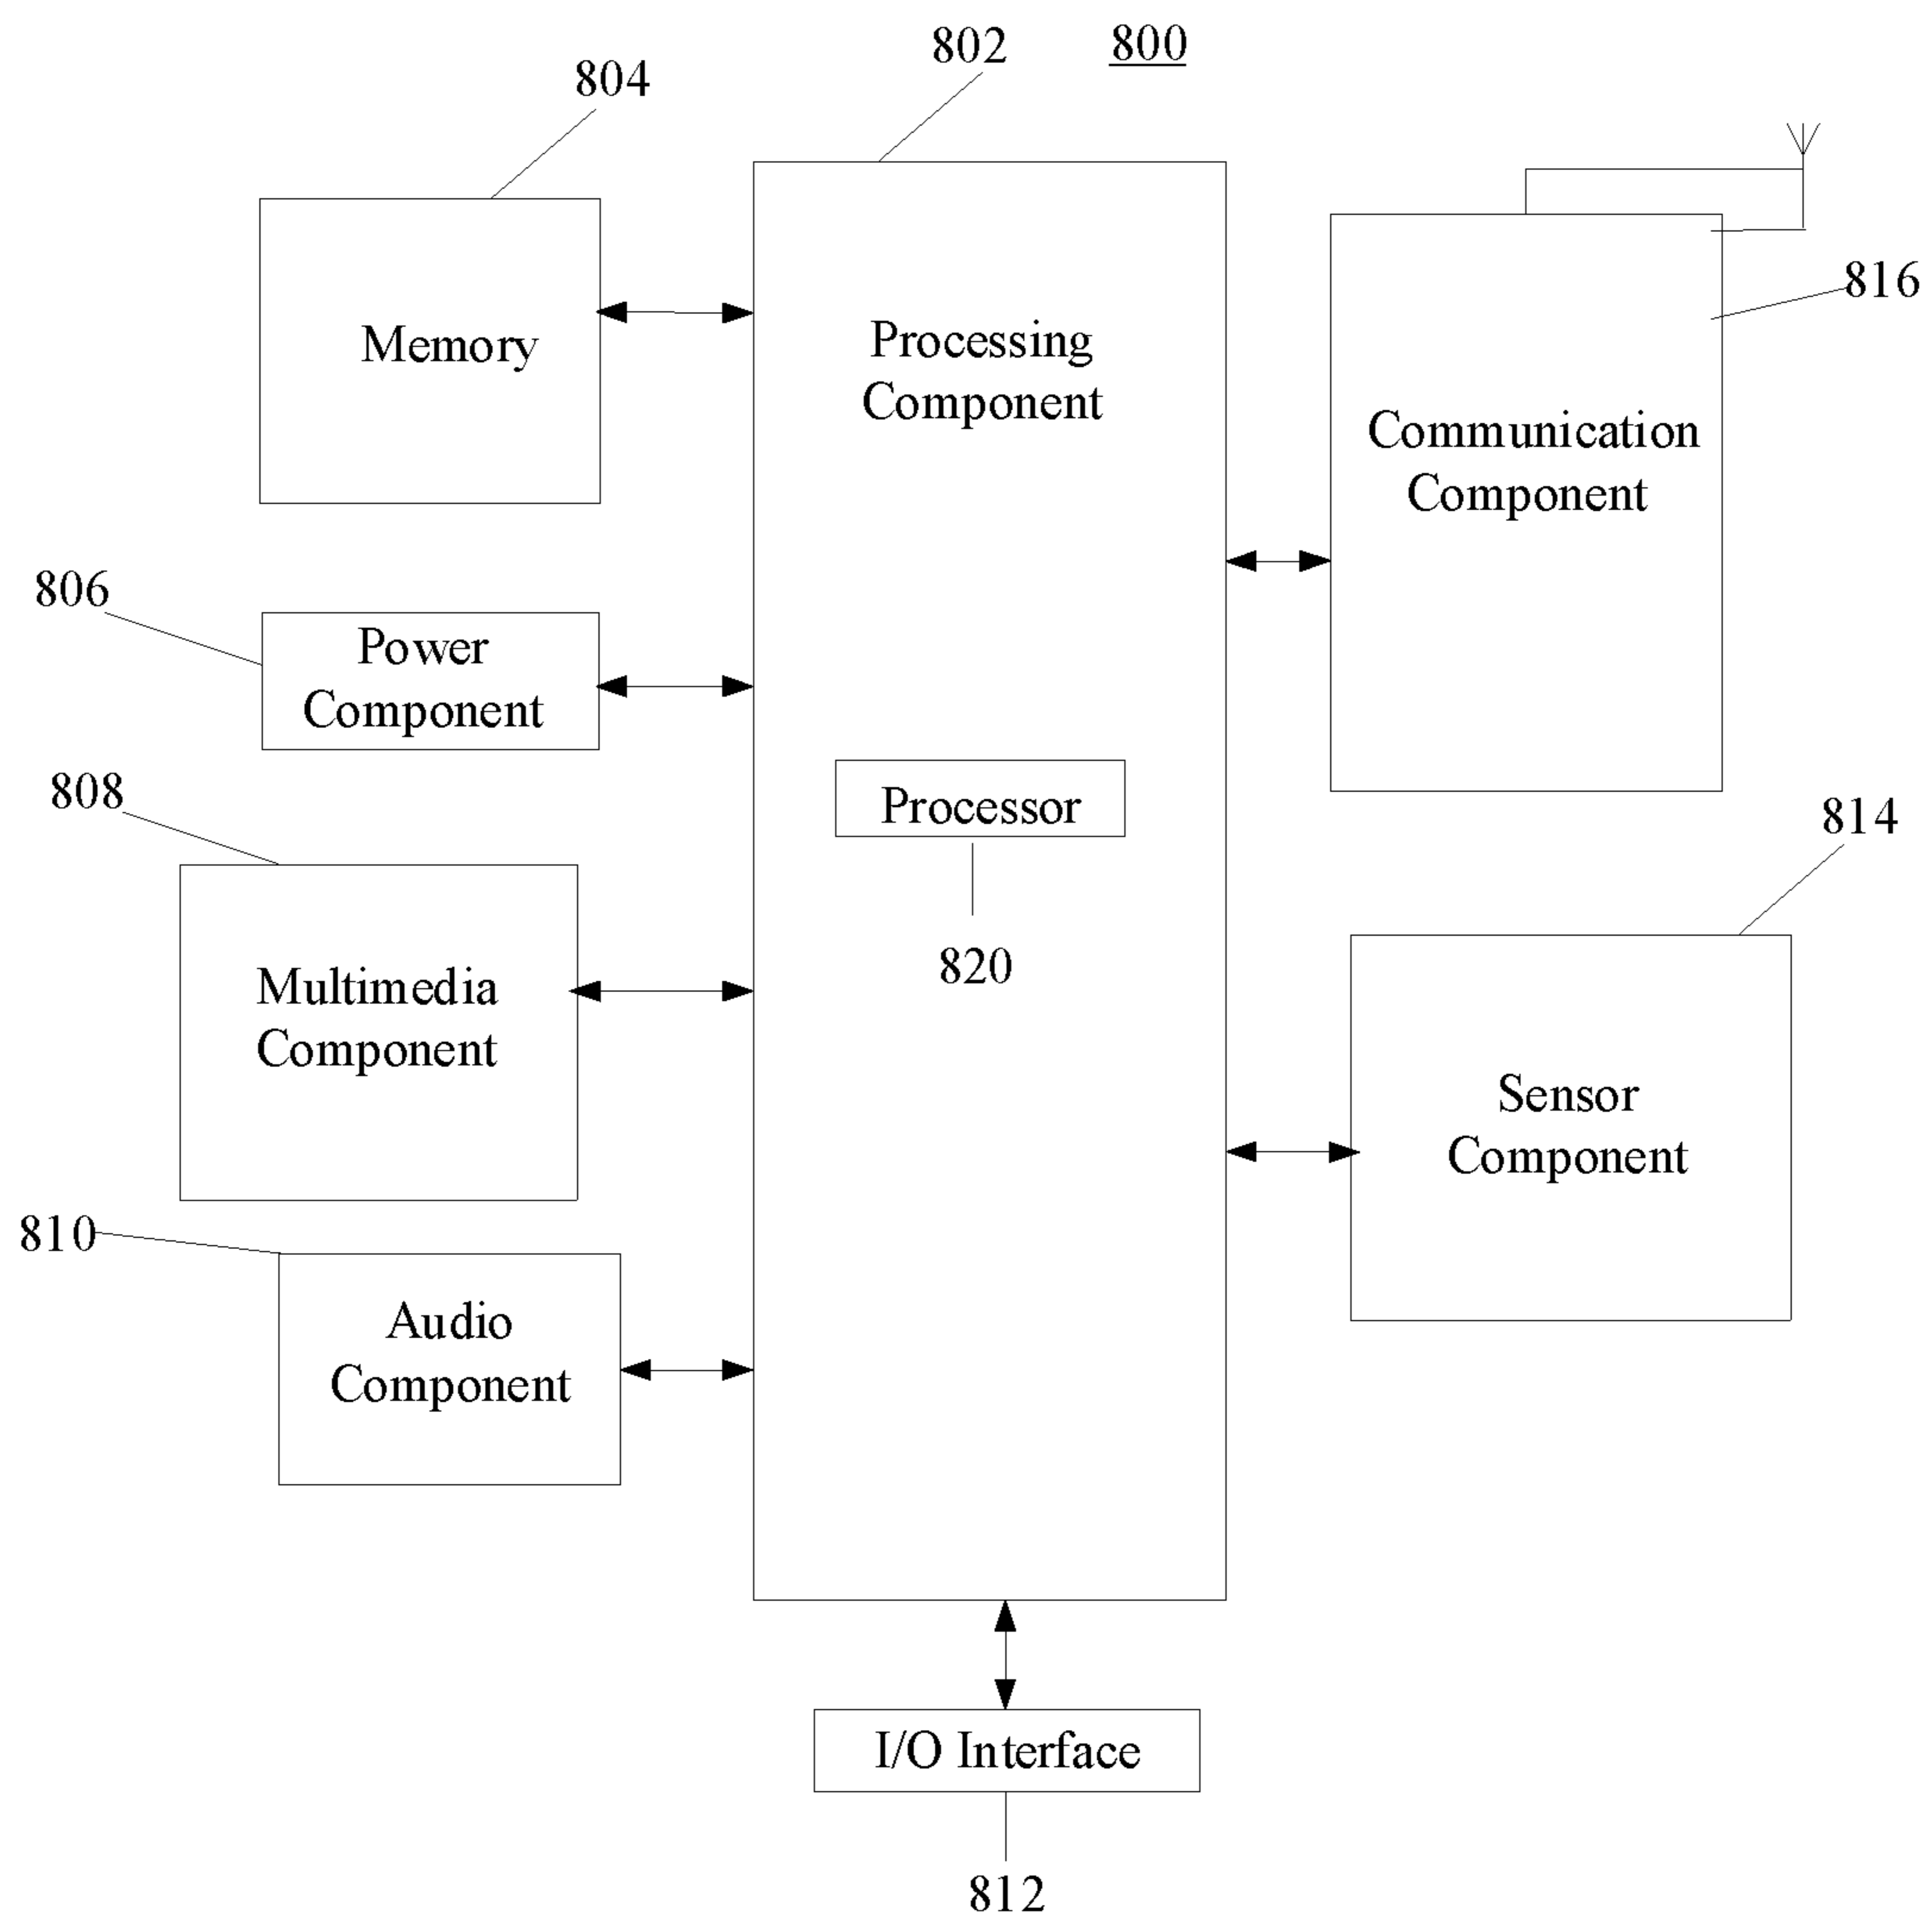 802
800
804
Memory
Processing
Component
816
Communication
Component
806
Power
Component
808
Processor
814
820
Multimedia
Component
Sensor
Component
810
Audio
Component
I/O Interface
812